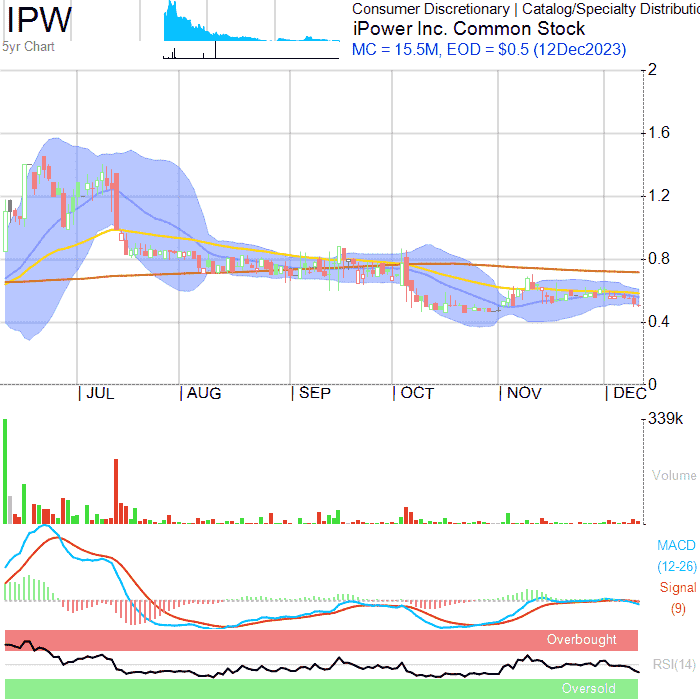 IPW
5yr Chart
Consumer Discretionary | Catalog/Specialty Distributio
iPower Inc. Common Stock
MC = 15.5M, EOD = $0.5 (12Dec2023)
2
1.6
1.2
0.8
0.4
0
| JUL
| AUG
| SEP
| OCT
| NOV
| DEC
339k
Volume
MACD
(12-26)
Signal
(9)
Overbought
RSI(14)
Oversold